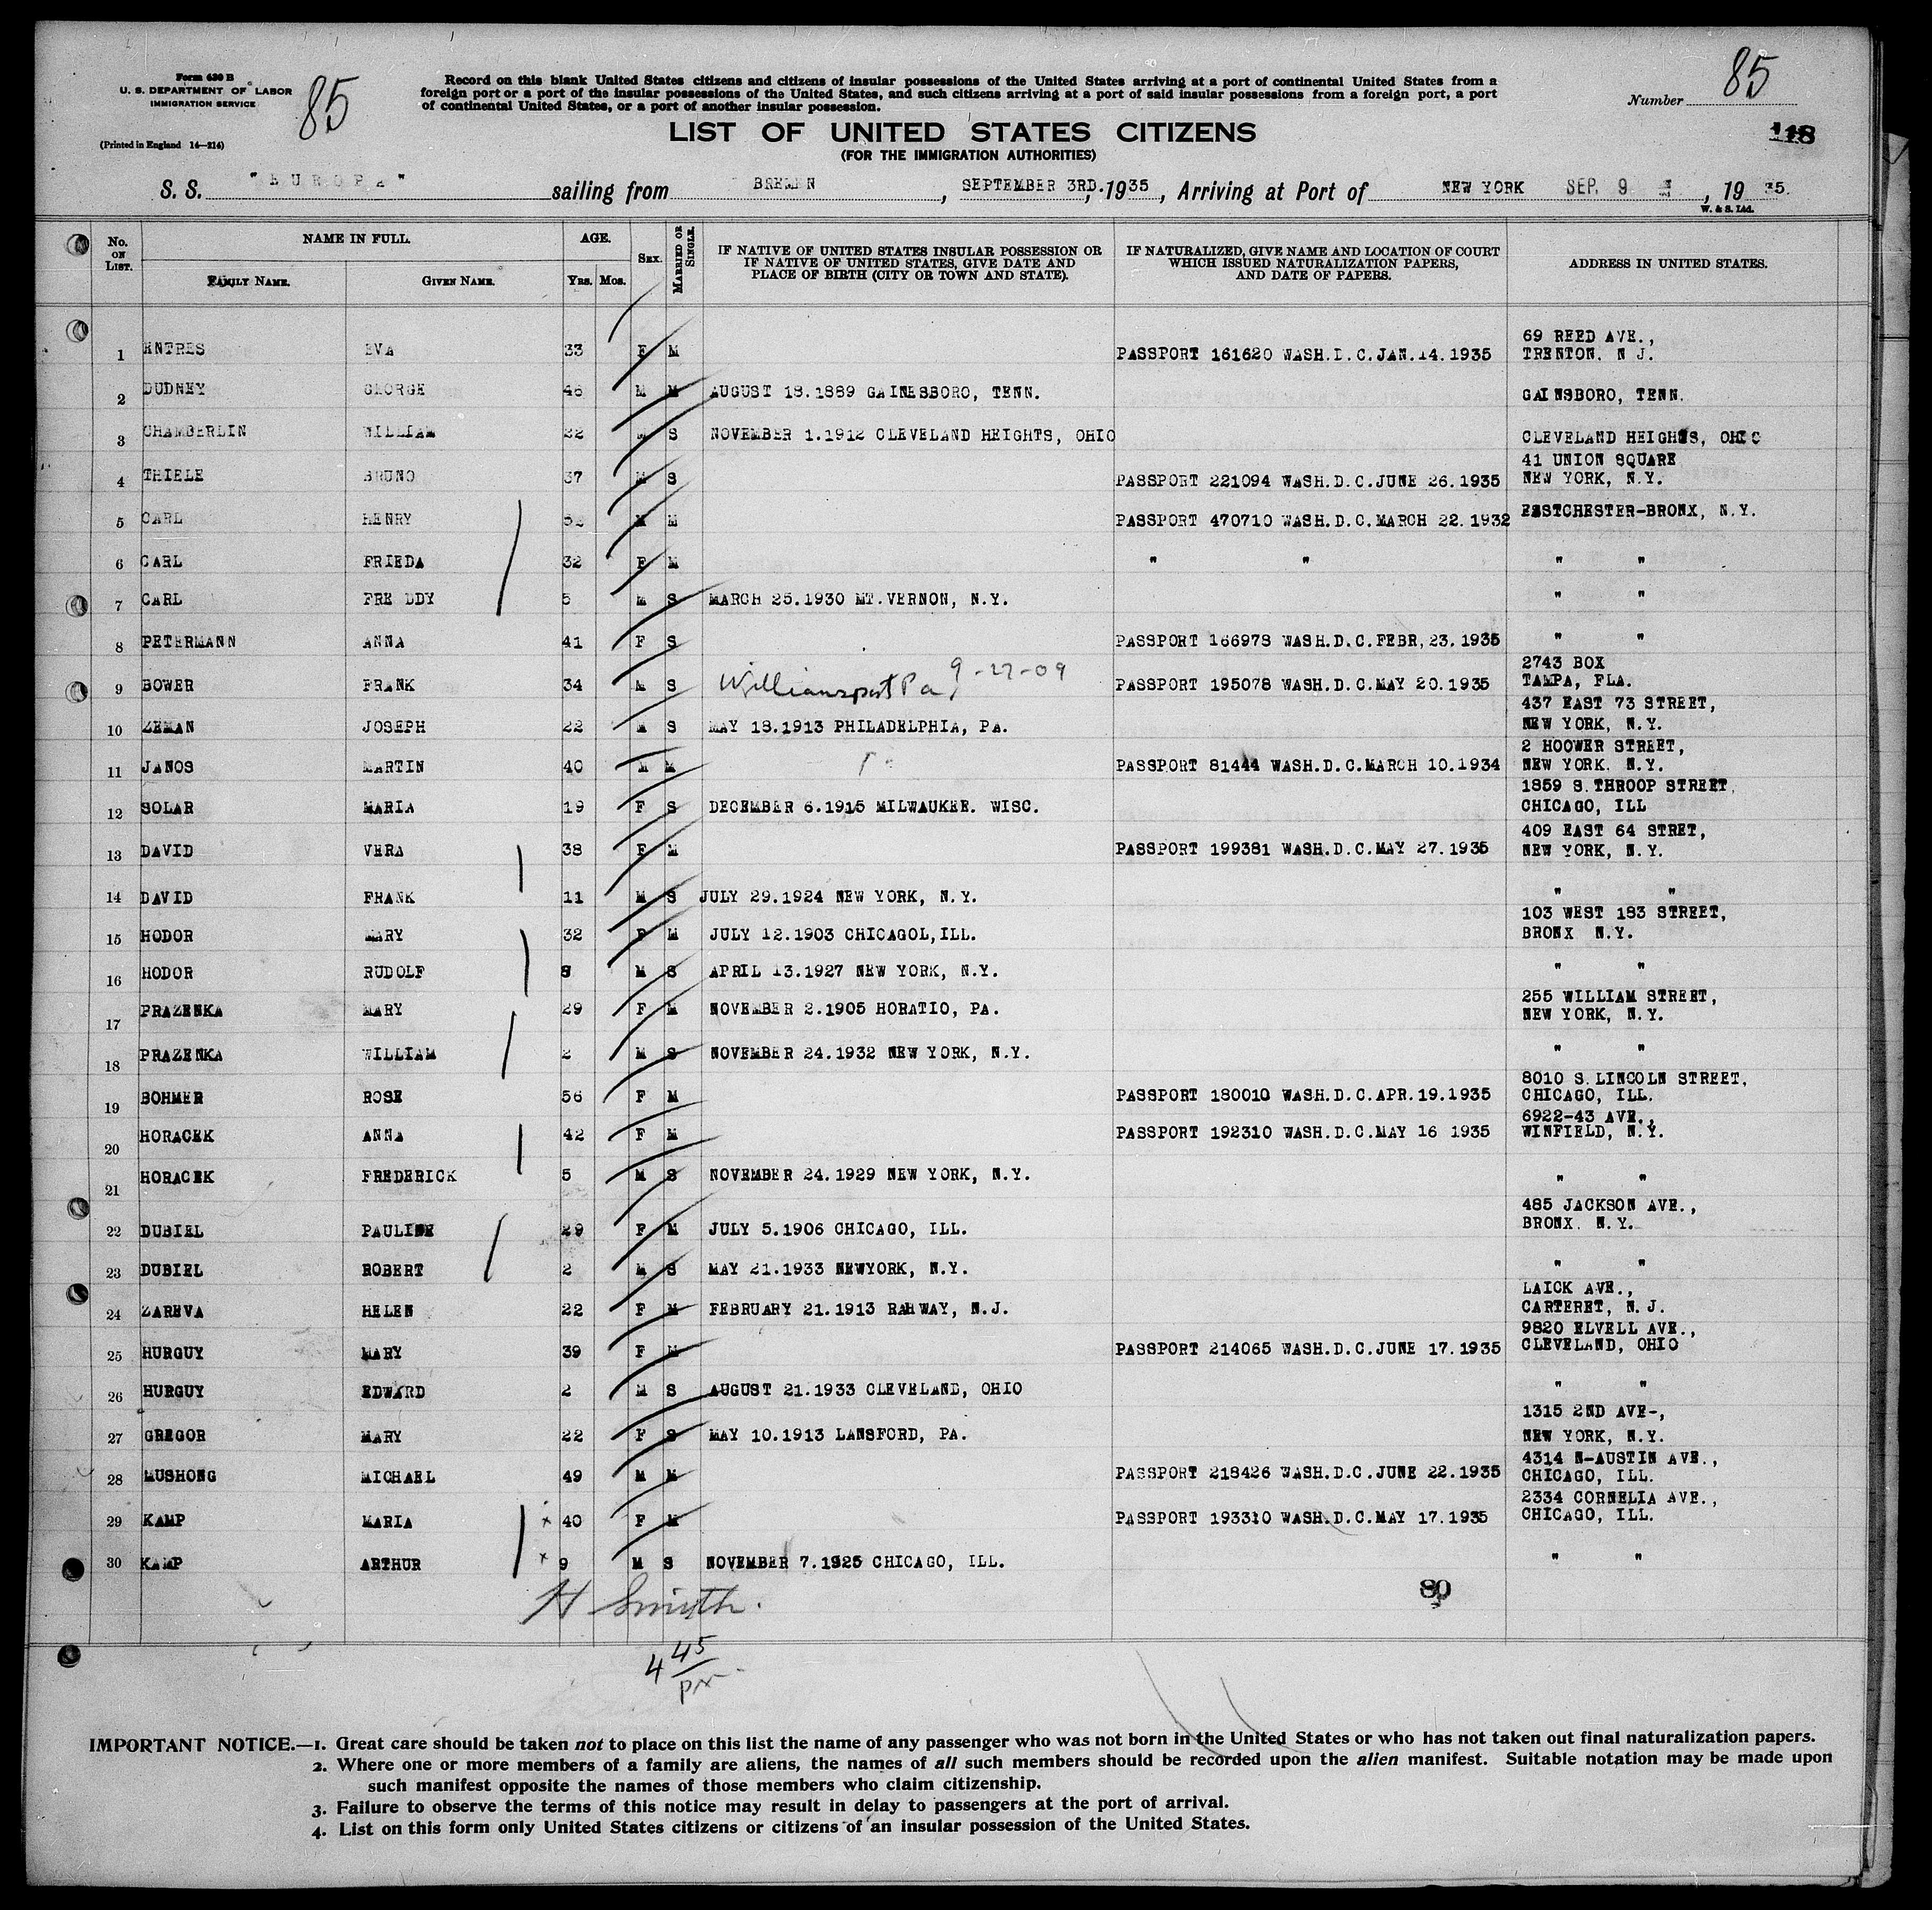 Form 630 B
U. S. DEPARTMENT OF LABOR
IMMIGRATION SERVICE
(Printed in England 14—214)
85
Record on this blank United States citizens and citizens of insular possessions of the United States arriving at a port of continental United States from a
foreign port or a port of the insular possessions of the United States, and such citizens arriving at a port of said insular possessions from a foreign port, a port
of continental United States, or a port of another insular possession.
Number 85
118
LIST OF UNITED STATES CITIZENS
(FOR THE IMMIGRATION AUTHORITIES)
S. S. "EUROPA" sailing from BREMEN, SEPTEMBER 3RD. 1935, Arriving at Port of NEW YORK SEP. 9, 1935.
W. & S. Ltd.
No. ON LIST. NAME IN FULL. FAMILY NAME. GIVEN NAME. AGE. YRS. MOS. SEX. MARRIED OR SINGLE. IF NATIVE OF UNITED STATES INSULAR POSSESSION OR IF NATIVE OF UNITED STATES, GIVE DATE AND PLACE OF BIRTH (CITY OR TOWN AND STATE). IF NATURALIZED, GIVE NAME AND LOCATION OF COURT WHICH ISSUED NATURALIZATION PAPERS, AND DATE OF PAPERS. ADDRESS IN UNITED STATES.
1 ENTRES EVA 33 F M PASSPORT 161620 WASH.D.C.JAN.14.1935 69 REED AVE., TRENTON. N J.
2 DUDNEY GEORGE 46 M M AUGUST 18.1889 GAINESBORO, TENN. GAINSBORO, TENN.
3 CHAMBERLIN WILLIAM 22 M S NOVEMBER 1.1912 CLEVELAND HEIGHTS, OHIO CLEVELAND HEIGHTS, OHIO
4 THIELE BRUNO 37 M S PASSPORT 221094 WASH.D.C.JUNE 26.1935 41 UNION SQUARE NEW YORK, N.Y.
5 CARL HENRY M M PASSPORT 470710 WASH.D.C.MARCH 22.1932 -BRONX, N.Y.
6 CARL FRIEDA 32 F M " " " "
7 CARL FRE DDY 5 M S MARCH 25.1930 MT.VERNON, N.Y. " "
8 PETERMANN ANNA 41 F S PASSPORT 166978 WASH.D.C.FEBR,23.1935 " "
9 BOWER FRANK 34 M S Williamsport Pa, 9-27-09 PASSPORT 195078 WASH.D.C.MAY 20.1935 2743 BOX TAMPA, FLA.
10 ZEMAN JOSEPH 22 M S MAY 18.1913 PHILADELPHIA, PA. 437 EAST 73 STREET, NEW YORK, N.Y.
11 JANOS MARTIN 40 M M PASSPORT 81444 WASH.D.C.MARCH 10.1934 2 HOOWER STREET, NEW YORK. N.Y.
12 SOLAR MARIA 19 F S DECEMBER 6.1915 MILWAUKEE. WISC. 1859 S.THROOP STREET, CHICAGO, ILL
13 DAVID VERA 38 F M PASSPORT 199381 WASH.D.C.MAY 27.1935 409 EAST 64 STRET, NEW YORK, N.Y.
14 DAVID FRANK 11 M S JULY 29.1924 NEW YORK, N.Y. " "
15 HODOR MARY 32 F M JULY 12.1903 CHICAGOL,ILL. 103 WEST 183 STREET, BRONX N.Y.
16 HODOR RUDOLF 8 M S APRIL 13.1927 NEW YORK, N.Y. " "
17 PRAZENKA MARY 29 F M NOVEMBER 2.1905 HORATIO, PA. 255 WILLIAM STREET, NEW YORK, N.Y.
18 PRAZENKA WILLIAM 2 M S NOVEMBER 24.1932 NEW YORK, N.Y. " "
19 BOHMER ROSE 56 F M PASSPORT 180010 WASH.D.C.APR.19.1935 8010 S.LINCOLN STREET, CHICAGO, ILL.
20 HORACEK ANNA 42 F M PASSPORT 192310 WASH.D.C.MAY 16 1935 6922-43 AVE., WINFIELD, N.Y.
21 HORACEK FREDERICK 5 M S NOVEMBER 24.1929 NEW YORK, N.Y. " "
22 DUBIEL PAULINE 29 F M JULY 5.1906 CHICAGO, ILL. 485 JACKSON AVE., BRONX. N.Y.
23 DUBIEL ROBERT 2 M S MAY 21.1933 NEWYORK, N.Y. " "
24 ZAREVA HELEN 22 F M FEBRUARY 21.1913 RAHWAY, N.J. LAICK AVE., CARTERET, N.J.
25 HURGUY MARY 39 F M PASSPORT 214065 WASH.D.C.JUNE 17.1935 9820 ELVELL AVE., CLEVELAND, OHIO
26 HURGUY EDWARD 2 M S AUGUST 21.1933 CLEVELAND, OHIO " "
27 GREGOR MARY 22 F S MAY 10.1913 LANSFORD, PA. 1315 2ND AVE-, NEW YORK, N.Y.
28 MUSHONG MICHAEL 49 M M PASSPORT 218426 WASH.D.C.JUNE 22.1935 4314 N-AUSTIN AVE., CHICAGO, ILL.
29 KAMP MARIA x 40 F M PASSPORT 193310 WASH.D.C.MAY 17.1935 2334 CORNELIA AVE., CHICAGO, ILL.
30 KAMP ARTHUR x 9 M S NOVEMBER 7.1925 CHICAGO, ILL. " "
H Smith.
80
4 45/pm
IMPORTANT NOTICE.—1. Great care should be taken not to place on this list the name of any passenger who was not born in the United States or who has not taken out final naturalization papers.
2. Where one or more members of a family are aliens, the names of all such members should be recorded upon the alien manifest. Suitable notation may be made upon
such manifest opposite the names of those members who claim citizenship.
3. Failure to observe the terms of this notice may result in delay to passengers at the port of arrival.
4. List on this form only United States citizens or citizens of an insular possession of the United States.